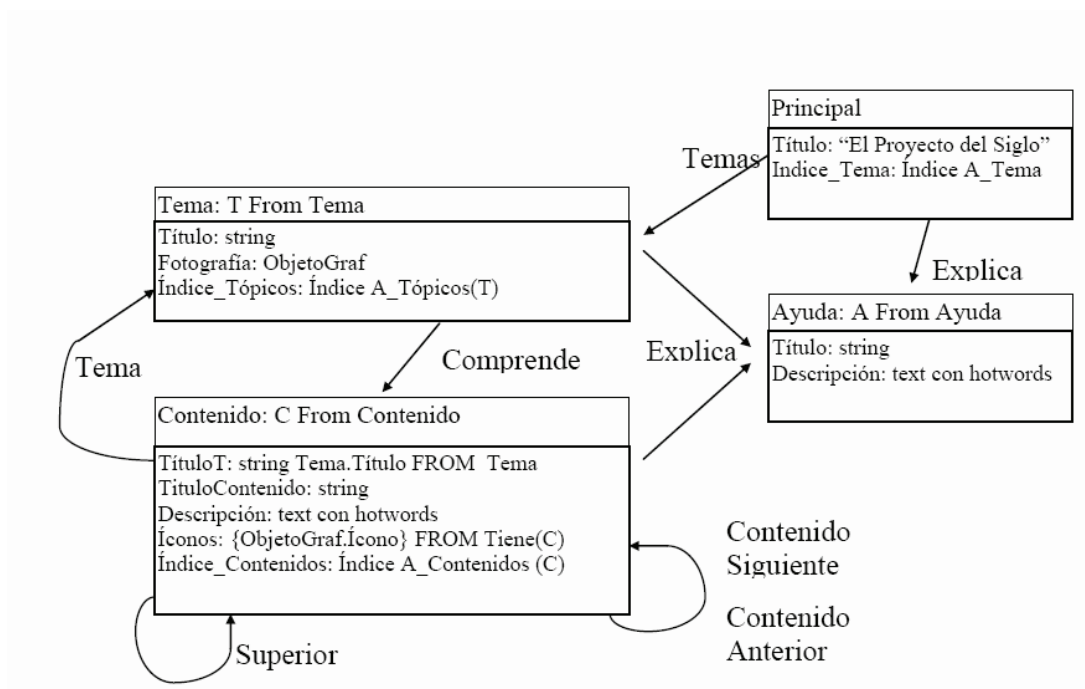 Principal
Título: “El Proyecto del Siglo”
Indice_Tema: Índice A_Tema
Temas
Tema: T From Tema
Título: string
Fotografía: ObjetoGraf
Índice_Tópicos: Índice A_Tópicos(T)
Explica
Ayuda: A From Ayuda
Título: string
Descripción: text con hotwords
Explica
Comprende
Tema
Contenido: C From Contenido
TítuloT: string Tema.Título FROM Tema
TituloContenido: string
Descripción: text con hotwords
Íconos: {ObjetoGraf.Ícono} FROM Tiene(C)
Índice_Contenidos: Índice A_Contenidos (C)
Contenido
Siguiente
Contenido
Anterior
Superior